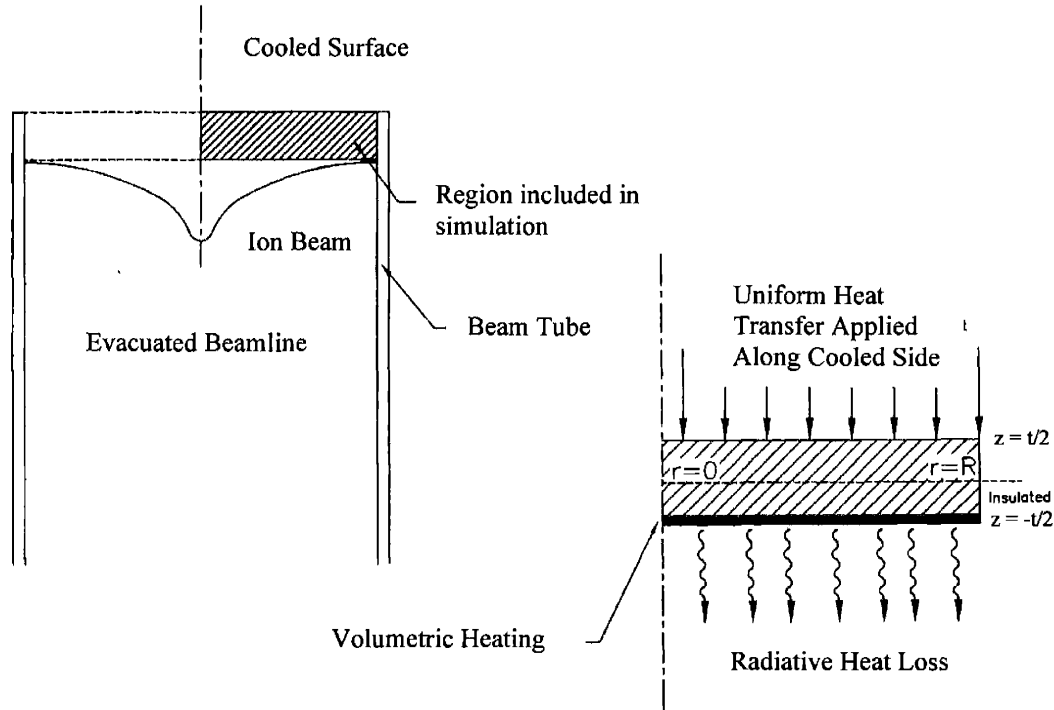 Cooled Surface
Region included in
simulation
Ion Beam
Beam Tube
Evacuated Beamline
Uniform Heat
Transfer Applied
Along Cooled Side
z = t/2
r=0
r=R
Insulated
z = -t/2
Volumetric Heating
Radiative Heat Loss